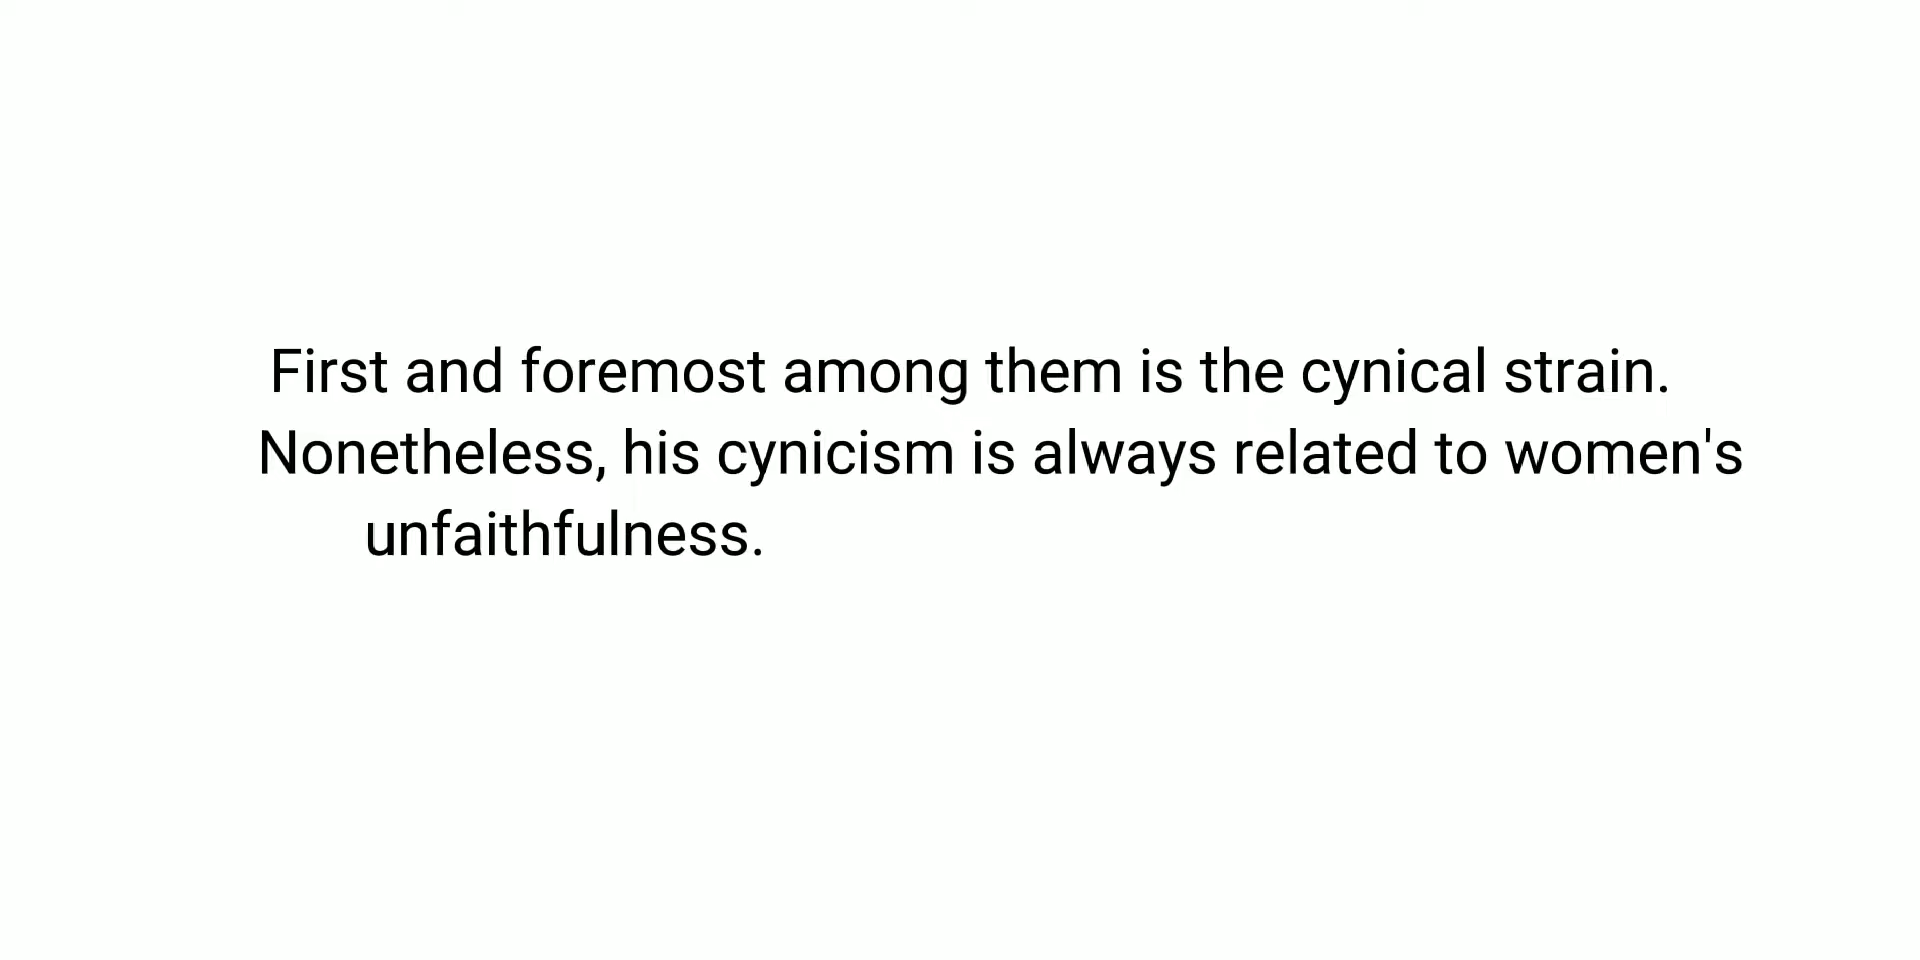 First and foremost among them is the cynical strain.
Nonetheless, his cynicism is always related to women's
unfaithfulness.